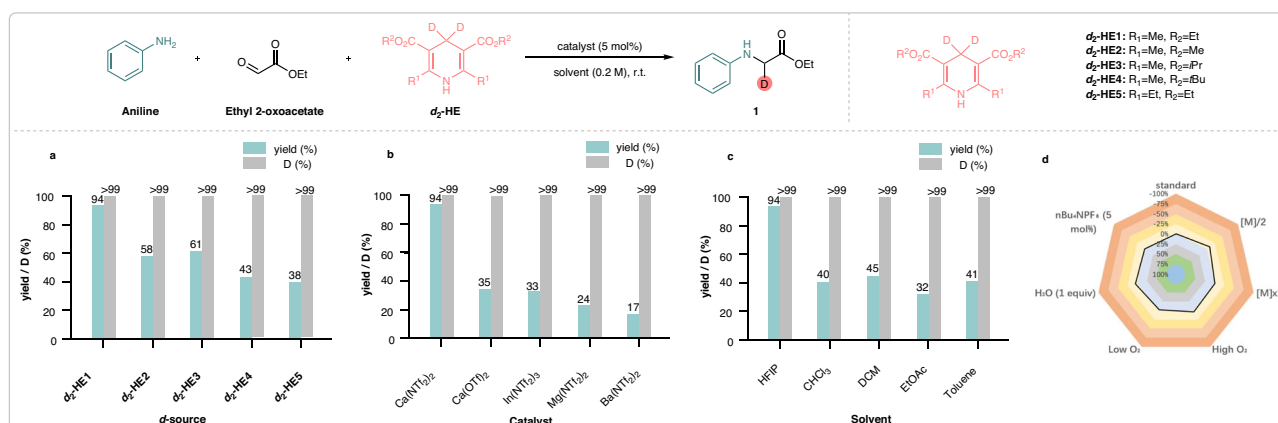 NH2
+
O
O
OEt
+
D D
R2O2C CO2R2
R1 N H R1
catalyst (5 mol%)
solvent (0.2 M), r.t.
H
N
O
OEt
D
Aniline
Ethyl 2-oxoacetate
d2-HE
1
D D
R2O2C CO2R2
R1 N H R1
d2-HE1: R1=Me, R2=Et
d2-HE2: R1=Me, R2=Me
d2-HE3: R1=Me, R2=iPr
d2-HE4: R1=Me, R2=tBu
d2-HE5: R1=Et, R2=Et
a
yield (%)
D (%)
yield / D (%)
100
80
60
40
20
0
94 >99
58 >99
61 >99
43 >99
38 >99
d2-HE1
d2-HE2
d2-HE3
d2-HE4
d2-HE5
d-source
b
yield (%)
D (%)
yield / D (%)
100
80
60
40
20
0
94 >99
35 >99
33 >99
24 >99
17 >99
Ca(NTf2)2
Ca(OTf)2
In(NTf2)3
Mg(NTf2)2
Ba(NTf2)2
Catalyst
c
yield (%)
D (%)
yield / D (%)
100
80
60
40
20
0
94 >99
40 >99
45 >99
32 >99
41 >99
HFIP
CHCl3
DCM
EtOAc
Toluene
Solvent
d
standard
-100%
-75%
-50%
-25%
0%
25%
50%
75%
100%
nBu4NPF6 (5
mol%)
[M]/2
H2O (1 equiv)
[M]x
Low O2
High O2